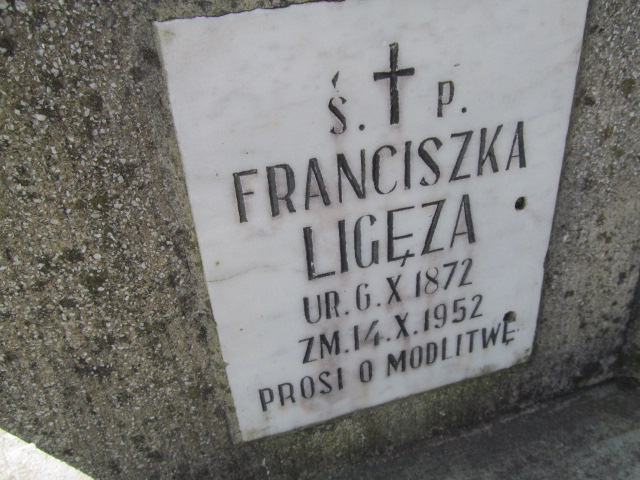 Ś. P.
FRANCISZKA
LIGĘZA
UR. 6. X 1872
ZM. 14. X. 1952
PROSI O MODLITWĘ